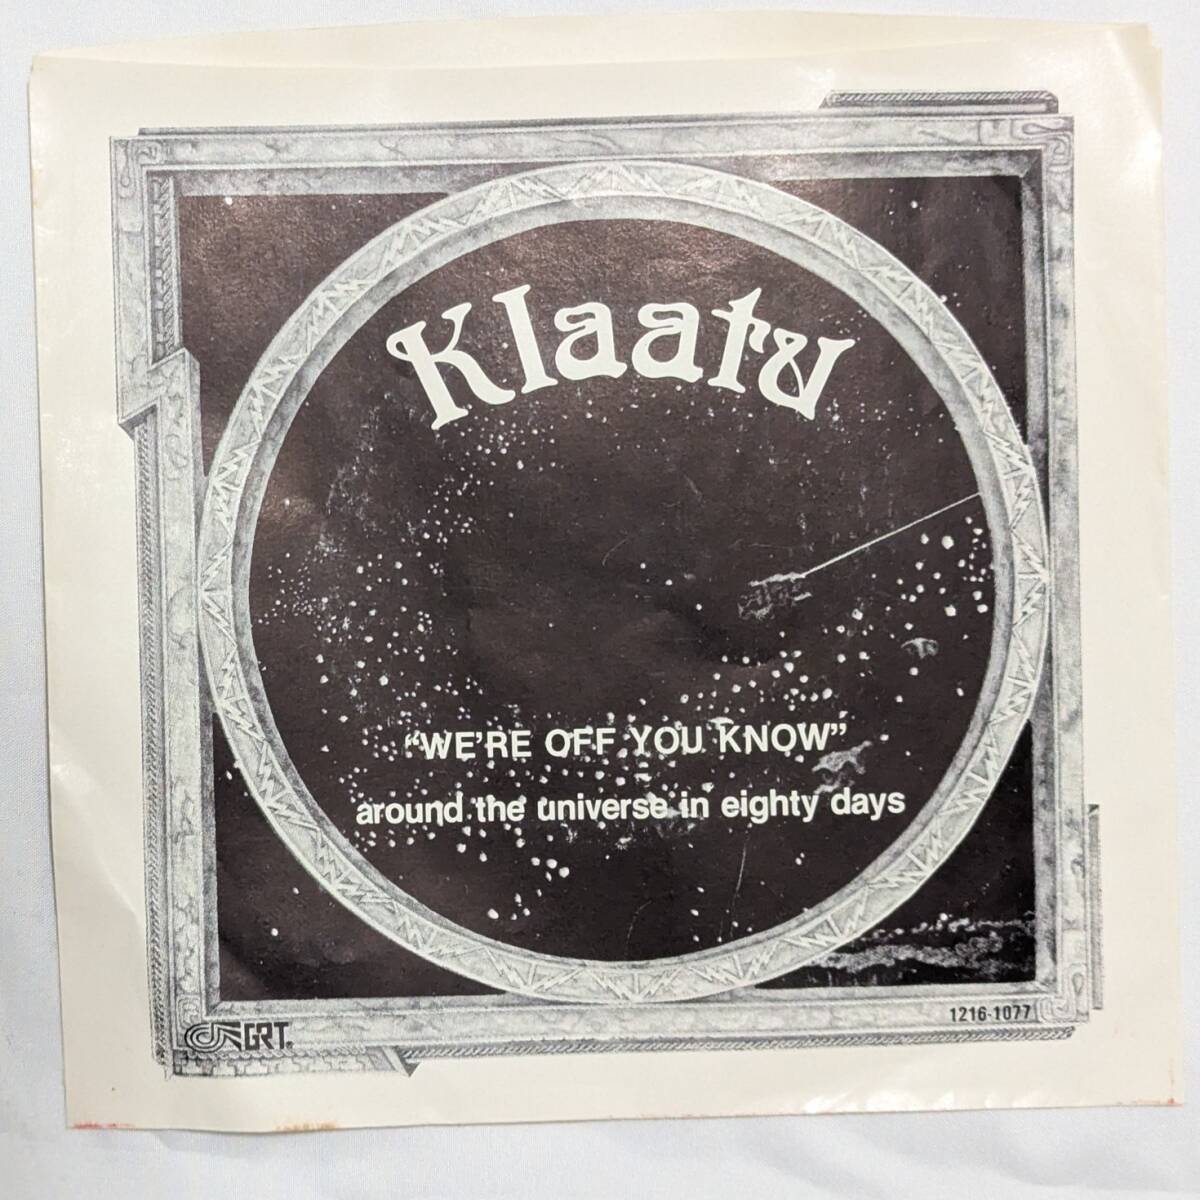 Klaatu
“WE’RE OFF YOU KNOW”
around the universe in eighty days
1216-1077
GRT®